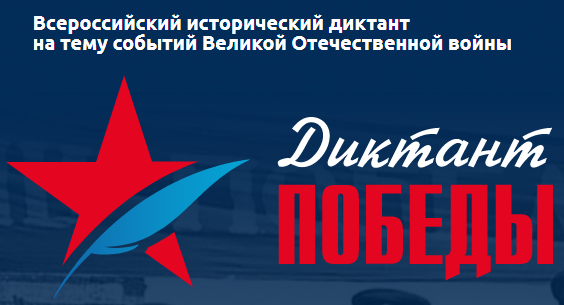 Всероссийский исторический диктант
на тему событий Великой Отечественной войны
Диктант
ПОБЕДЫ